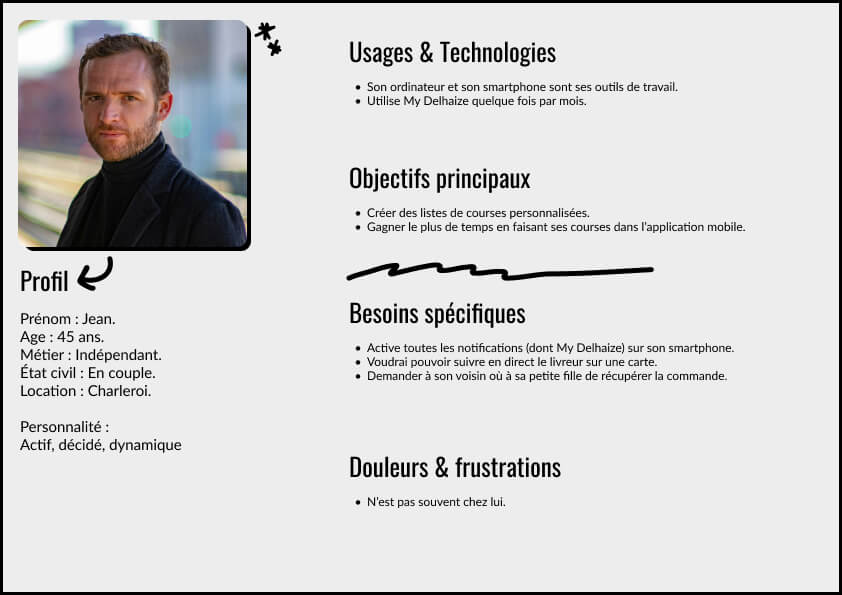 Profil
Prénom : Jean.
Age : 45 ans.
Métier : Indépendant.
État civil : En couple.
Location : Charleroi.
Personnalité :
Actif, décidé, dynamique
Usages & Technologies
• Son ordinateur et son smartphone sont ses outils de travail.
• Utilise My Delhaize quelque fois par mois.
Objectifs principaux
• Créer des listes de courses personnalisées.
• Gagner le plus de temps en faisant ses courses dans l'application mobile.
Besoins spécifiques
• Active toutes les notifications (dont My Delhaize) sur son smartphone.
• Voudrai pouvoir suivre en direct le livreur sur une carte.
• Demander à son voisin où à sa petite fille de récupérer la commande.
Douleurs & frustrations
• N'est pas souvent chez lui.